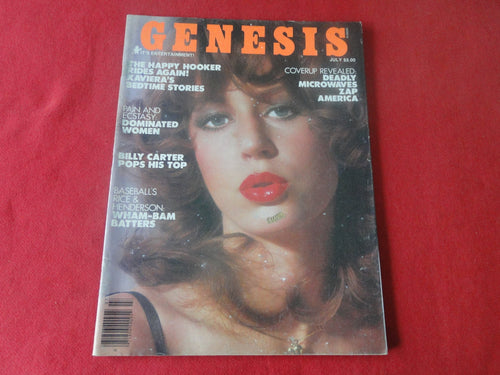 GENESIS
IT'S ENTERTAINMENT!
JULY $3.00
THE HAPPY HOOKER
RIDES AGAIN!
XAVIERA'S
BEDTIME STORIES
COVERUP REVEALED:
DEADLY
MICROWAVES
ZAP
AMERICA
PAIN AND
ECSTASY:
DOMINATED
WOMEN
BILLY CARTER
POPS HIS TOP
BASEBALL'S
RICE &
HENDERSON:
WHAM-BAM
BATTERS